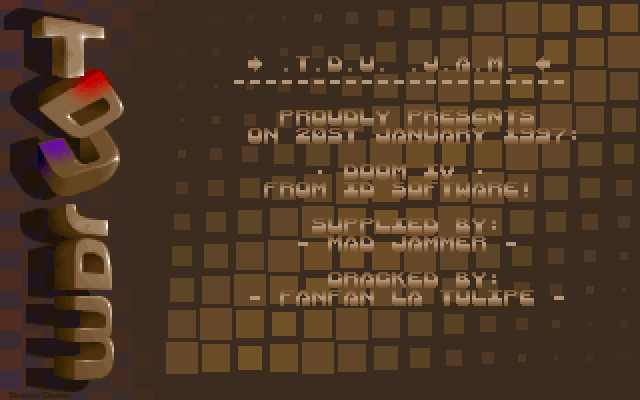 TDU JAM
→ .T.D.U. .J.A.M. ←
PROUDLY PRESENTS
ON 20ST JANUARY 1997:
. DOOM IV .
FROM ID SOFTWARE!
SUPPLIED BY:
- MAD JAMMER -
CRACKED BY:
- FANFAN LA TULIPE -